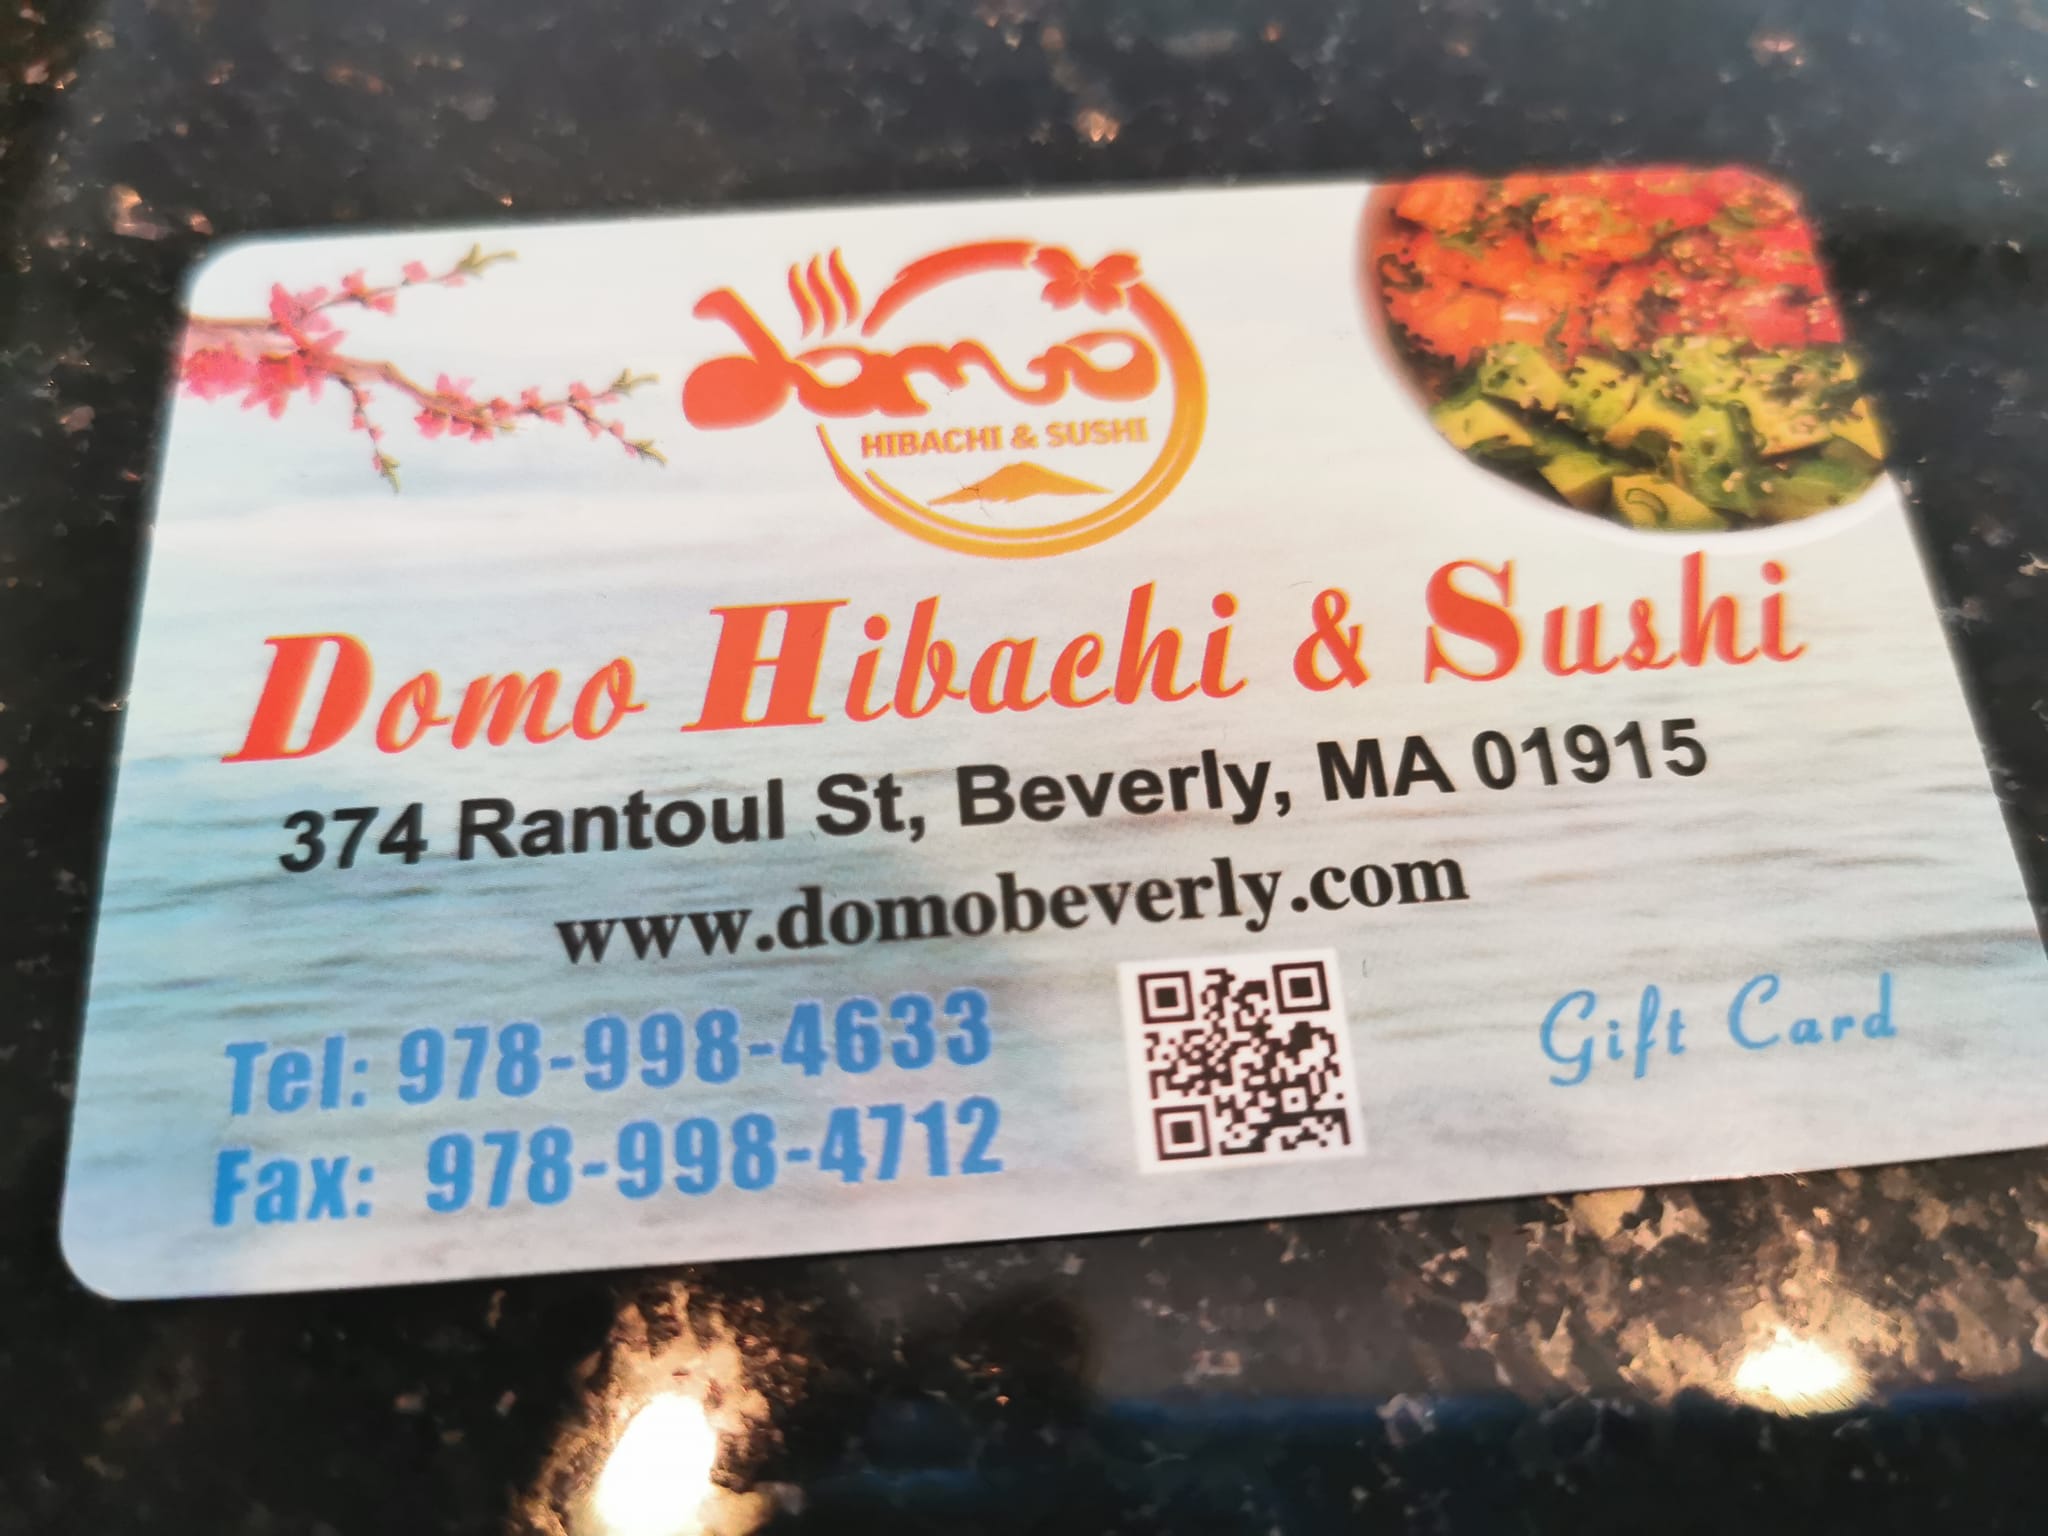 domo
HIBACHI & SUSHI
Domo Hibachi & Sushi
374 Rantoul St, Beverly, MA 01915
www.domobeverly.com
Tel: 978-998-4633
Fax: 978-998-4712
Gift Card